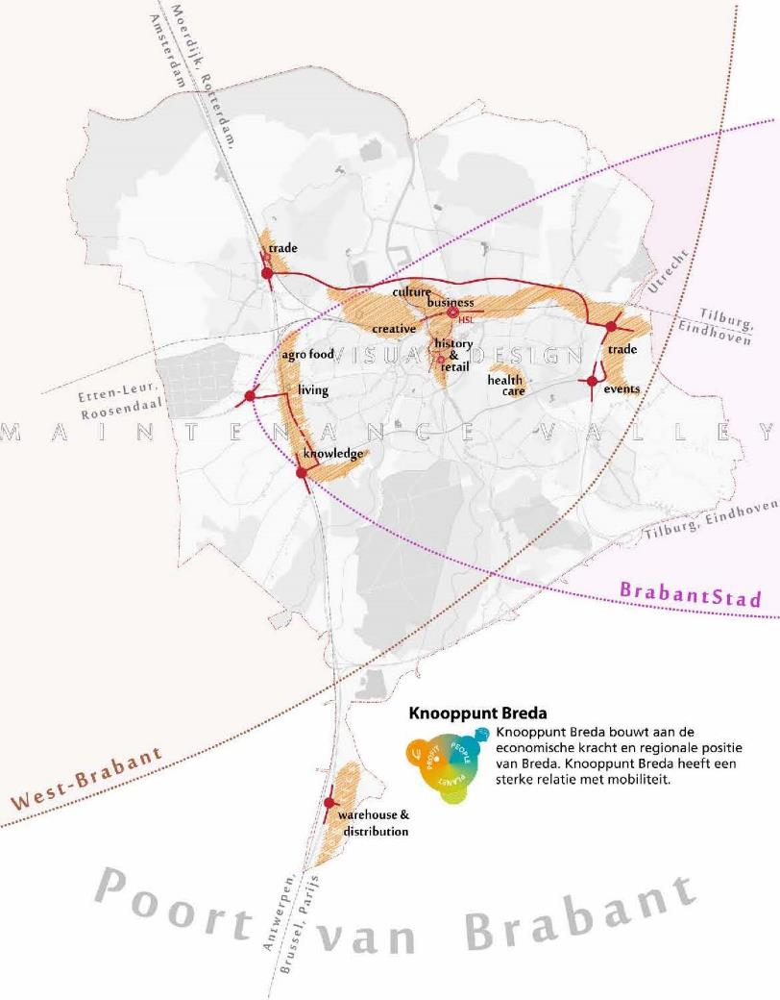 Moerdijk, Rotterdam,
Amsterdam
trade
Utrecht
culture
business
HSL
creative
Tilburg,
Eindhoven
history
&
retail
trade
agro food
VISUAL DESIGN
health
care
living
events
Etten-Leur,
Roosendaal
MAINTENANCE VALLEY
knowledge
Tilburg, Eindhoven
BrabantStad
West-Brabant
Knooppunt Breda
PROFIT
PEOPLE
PLANET
Knooppunt Breda bouwt aan de
economische kracht en regionale positie
van Breda. Knooppunt Breda heeft een
sterke relatie met mobiliteit.
warehouse &
distribution
Antwerpen,
Brussel, Parijs
Poort van Brabant